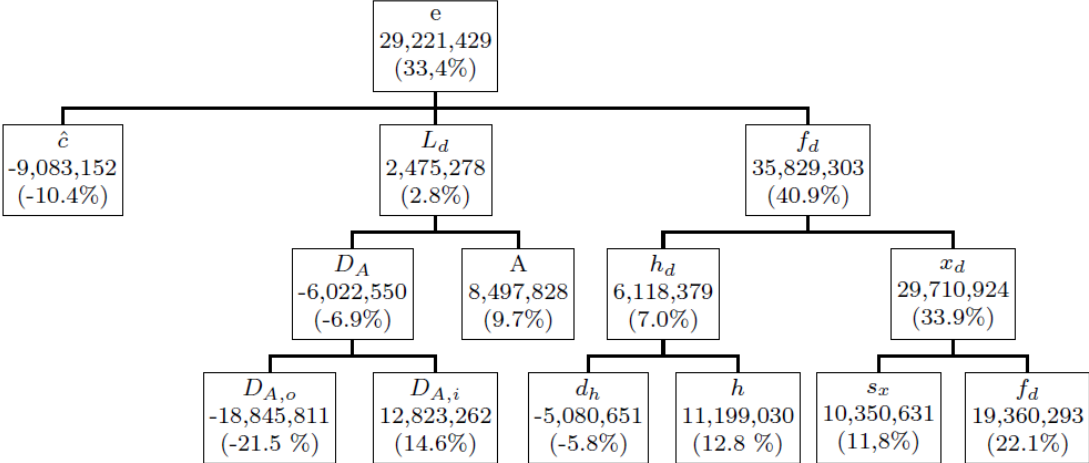 e
29,221,429
(33,4%)
ĉ
-9,083,152
(-10.4%)
L_d
2,475,278
(2.8%)
f_d
35,829,303
(40.9%)
D_A
-6,022,550
(-6.9%)
A
8,497,828
(9.7%)
h_d
6,118,379
(7.0%)
x_d
29,710,924
(33.9%)
D_{A,o}
-18,845,811
(-21.5 %)
D_{A,i}
12,823,262
(14.6%)
d_h
-5,080,651
(-5.8%)
h
11,199,030
(12.8 %)
s_x
10,350,631
(11,8%)
f_d
19,360,293
(22.1%)